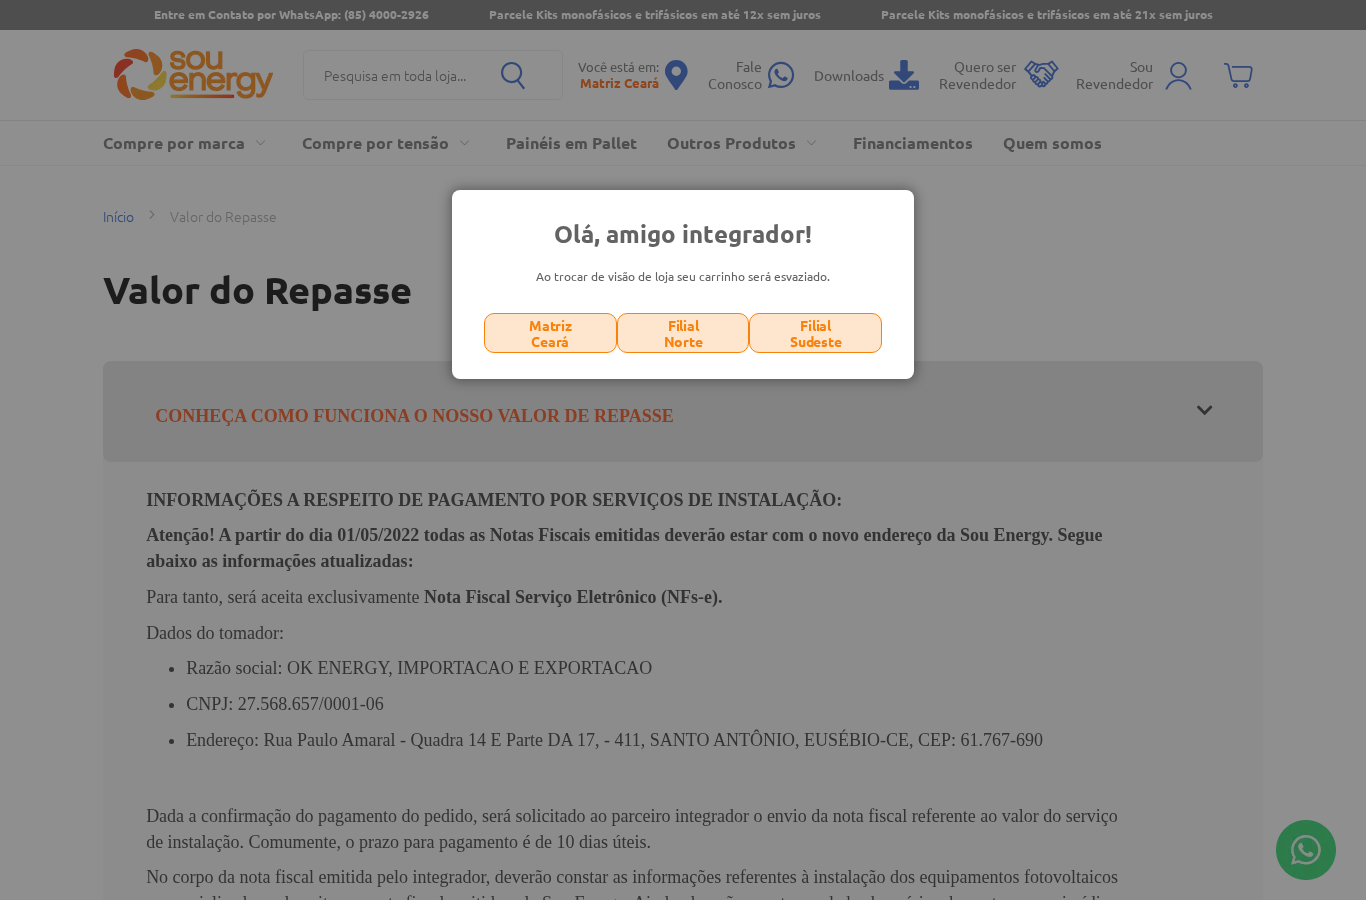 Entre em Contato por WhatsApp: (85) 4000-2926
Parcele Kits monofásicos e trifásicos em até 12x sem juros
Parcele Kits monofásicos e trifásicos em até 21x sem juros
sou
energy
Pesquisa em toda loja...
Você está em:
Matriz Ceará
Fale
Conosco
Downloads
Quero ser
Revendedor
Sou
Revendedor
Compre por marca
Compre por tensão
Painéis em Pallet
Outros Produtos
Financiamentos
Quem somos
Início
Valor do Repasse
Valor do Repasse
Olá, amigo integrador!
Ao trocar de visão de loja seu carrinho será esvaziado.
Matriz
Ceará
Filial
Norte
Filial
Sudeste
CONHEÇA COMO FUNCIONA O NOSSO VALOR DE REPASSE
INFORMAÇÕES A RESPEITO DE PAGAMENTO POR SERVIÇOS DE INSTALAÇÃO:
Atenção! A partir do dia 01/05/2022 todas as Notas Fiscais emitidas deverão estar com o novo endereço da Sou Energy. Segue
abaixo as informações atualizadas:
Para tanto, será aceita exclusivamente Nota Fiscal Serviço Eletrônico (NFs-e).
Dados do tomador:
Razão social: OK ENERGY, IMPORTACAO E EXPORTACAO
CNPJ: 27.568.657/0001-06
Endereço: Rua Paulo Amaral - Quadra 14 E Parte DA 17, - 411, SANTO ANTÔNIO, EUSÉBIO-CE, CEP: 61.767-690
Dada a confirmação do pagamento do pedido, será solicitado ao parceiro integrador o envio da nota fiscal referente ao valor do serviço
de instalação. Comumente, o prazo para pagamento é de 10 dias úteis.
No corpo da nota fiscal emitida pelo integrador, deverão constar as informações referentes à instalação dos equipamentos fotovoltaicos